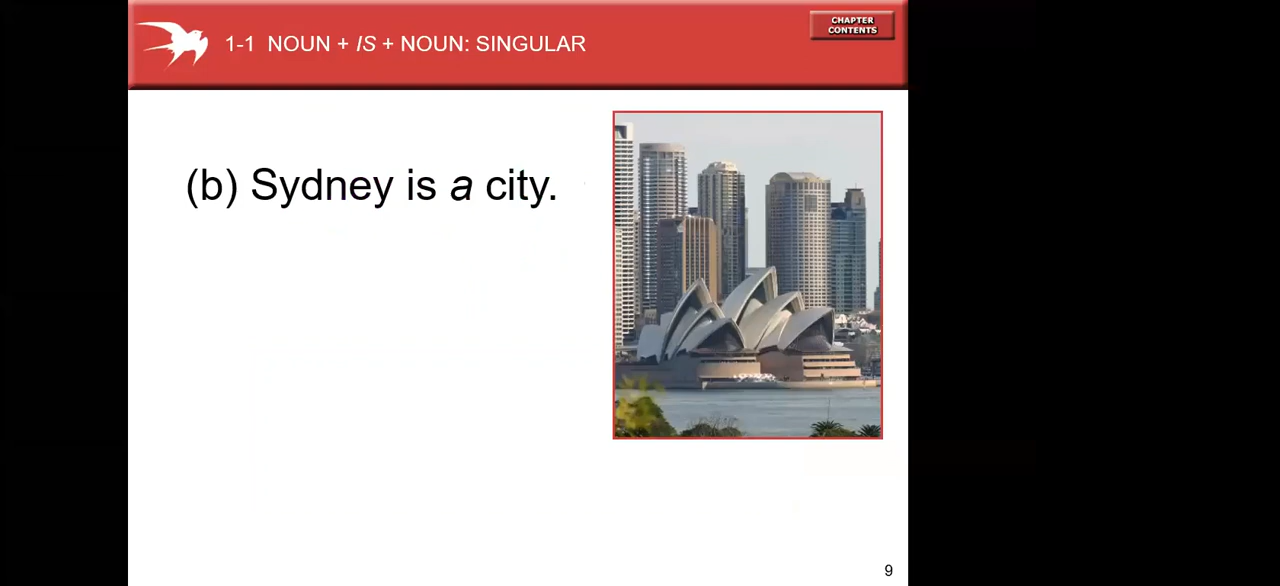 CHAPTER
CONTENTS
1-1 NOUN + IS + NOUN: SINGULAR
(b) Sydney is a city.
9